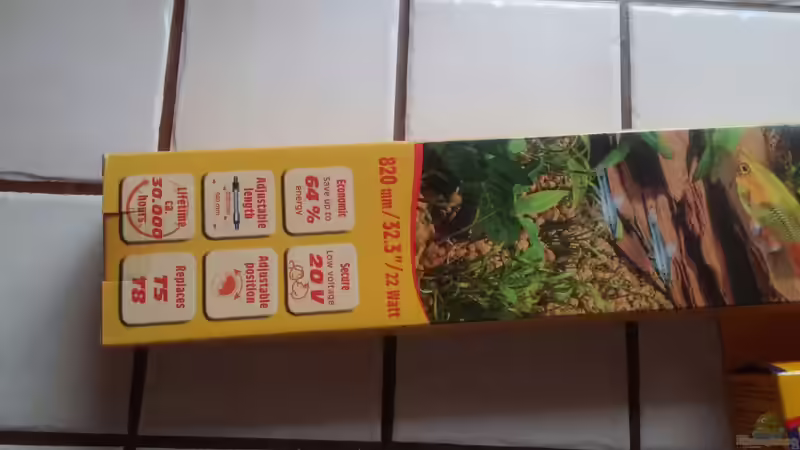 820 mm/32.3"/22 Watt
Economic
Save up to
64 %
energy
Secure
Low voltage
20 V
Adjustable
length
Adjustable
position
Lifetime
ca.
30.000
hours
Replaces
T5
T8